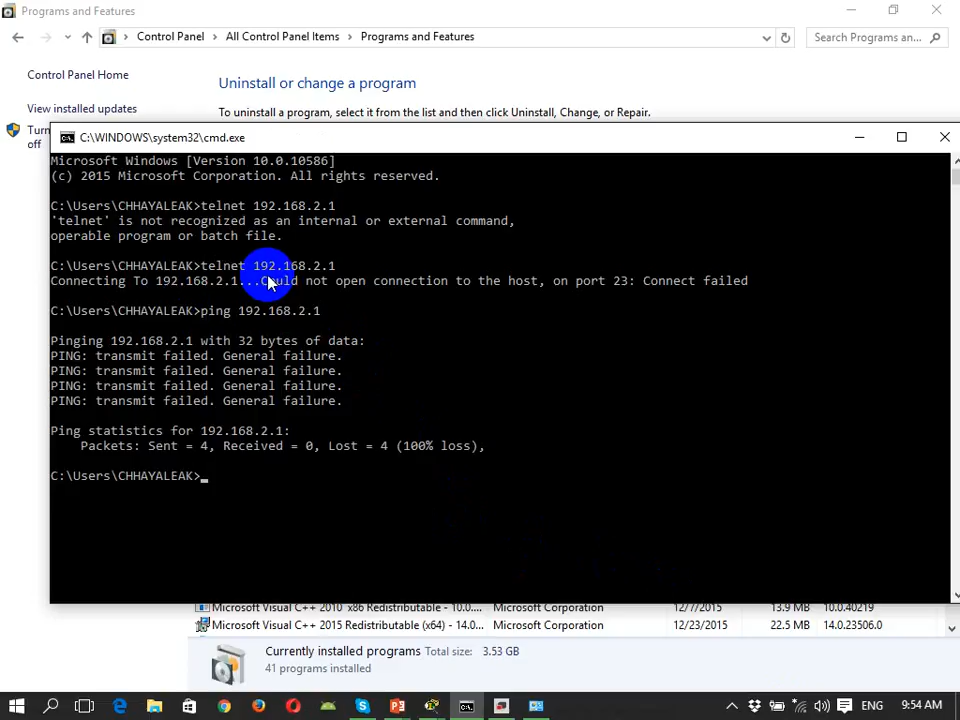 Programs and Features
Control Panel
All Control Panel Items
Programs and Features
Search Programs an...
Control Panel Home
Uninstall or change a program
View installed updates
To uninstall a program, select it from the list and then click Uninstall, Change, or Repair.
Turn
off
C:\WINDOWS\system32\cmd.exe
Microsoft Windows [Version 10.0.10586]
(c) 2015 Microsoft Corporation. All rights reserved.
C:\Users\CHHAYALEAK>telnet 192.168.2.1
'telnet' is not recognized as an internal or external command,
operable program or batch file.
C:\Users\CHHAYALEAK>telnet 192.168.2.1
Connecting To 192.168.2.1...Could not open connection to the host, on port 23: Connect failed
C:\Users\CHHAYALEAK>ping 192.168.2.1
Pinging 192.168.2.1 with 32 bytes of data:
PING: transmit failed. General failure.
PING: transmit failed. General failure.
PING: transmit failed. General failure.
PING: transmit failed. General failure.
Ping statistics for 192.168.2.1:
Packets: Sent = 4, Received = 0, Lost = 4 (100% loss),
C:\Users\CHHAYALEAK>
Microsoft Visual C++ 2010 x86 Redistributable - 10.0.... Microsoft Corporation 12/7/2015 13.9 MB 10.0.40219
Microsoft Visual C++ 2015 Redistributable (x64) - 14.0... Microsoft Corporation 12/23/2015 22.5 MB 14.0.23506.0
Currently installed programs Total size: 3.53 GB
41 programs installed
ENG 9:54 AM